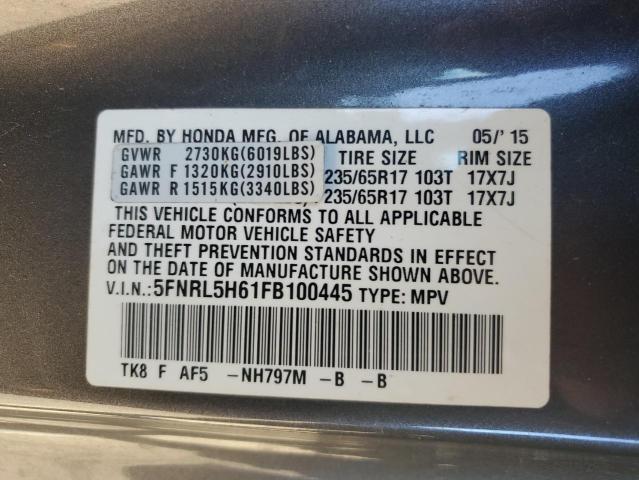 MFD. BY HONDA MFG. OF ALABAMA, LLC 05/'15
GVWR 2730KG(6019LBS) TIRE SIZE RIM SIZE
GAWR F 1320KG(2910LBS) 235/65R17 103T 17X7J
GAWR R 1515KG(3340LBS) 235/65R17 103T 17X7J
THIS VEHICLE CONFORMS TO ALL APPLICABLE
FEDERAL MOTOR VEHICLE SAFETY
AND THEFT PREVENTION STANDARDS IN EFFECT
ON THE DATE OF MANUFACTURE SHOWN ABOVE.
V.I.N.:5FNRL5H61FB100445 TYPE: MPV
TK8 F AF5 -NH797M -B -B